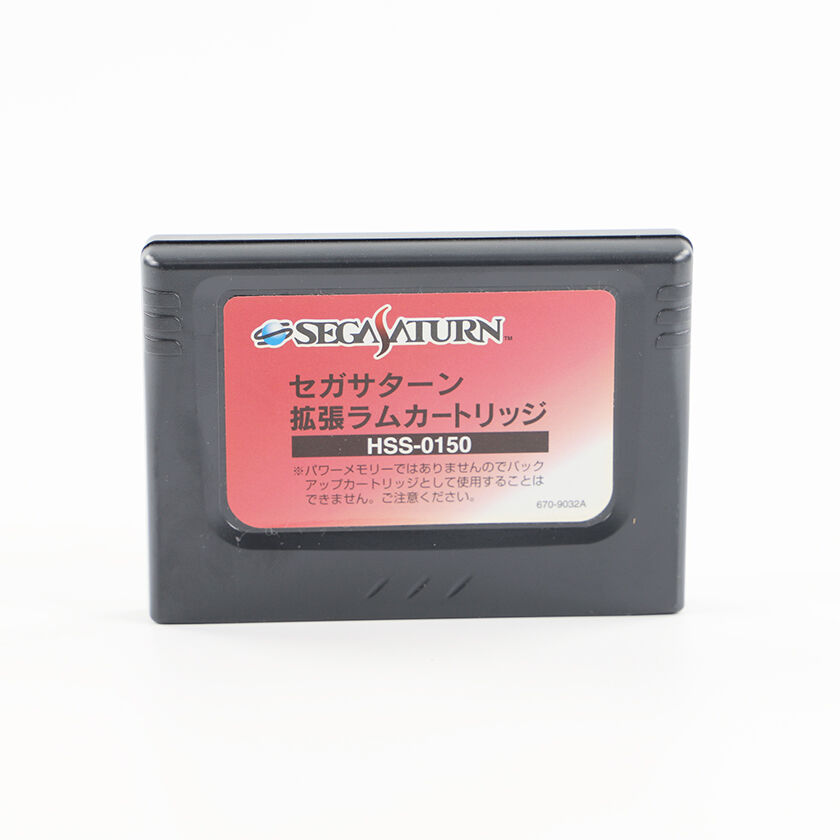 SEGA SATURN™
セガサターン
拡張ラムカートリッジ
HSS-0150
※パワーメモリーではありませんのでバック
アップカートリッジとして使用することは
できません。ご注意ください。
670-9032A